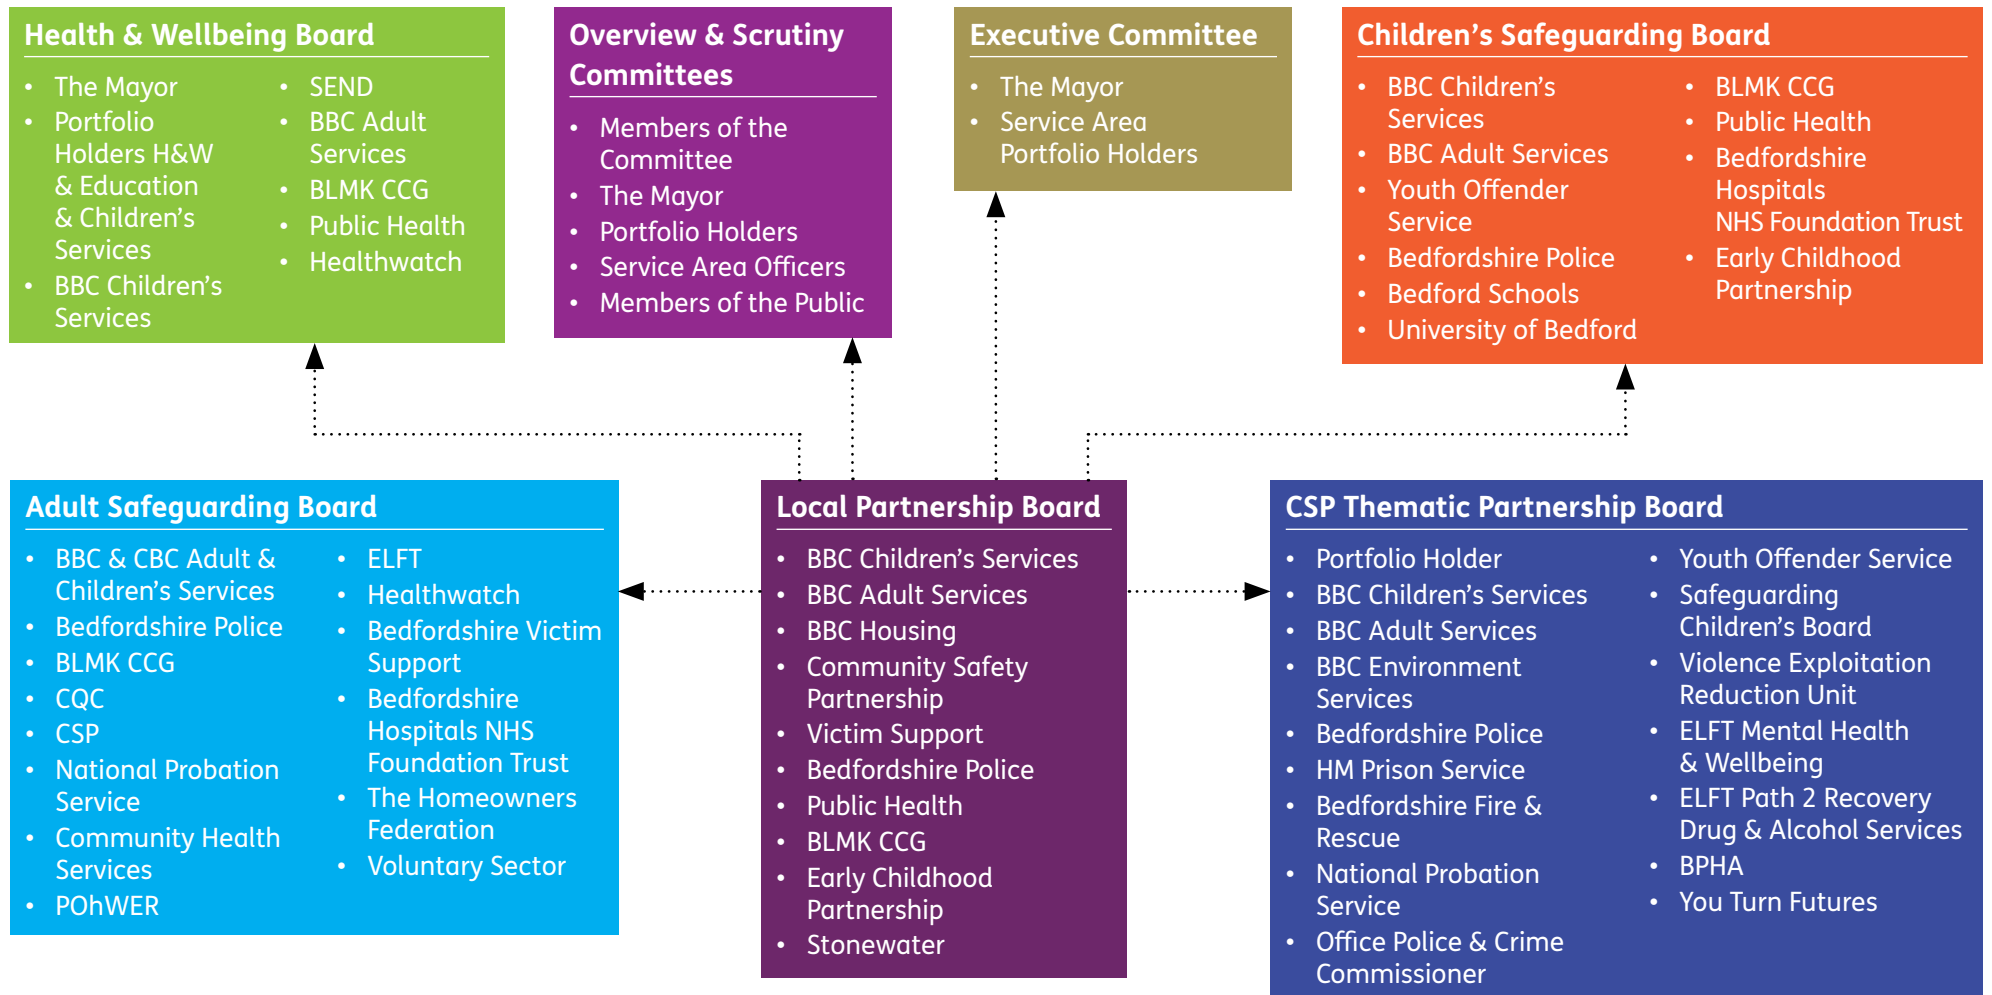 Health & Wellbeing Board
• The Mayor
• Portfolio
Holders H&W
& Education
& Children’s
Services
• BBC Children’s
Services
• SEND
• BBC Adult
Services
• BLMK CCG
• Public Health
• Healthwatch
Overview & Scrutiny
Committees
• Members of the
Committee
• The Mayor
• Portfolio Holders
• Service Area Officers
• Members of the Public
Executive Committee
• The Mayor
• Service Area
Portfolio Holders
Children’s Safeguarding Board
• BBC Children’s
Services
• BBC Adult Services
• Youth Offender
Service
• Bedfordshire Police
• Bedford Schools
• University of Bedford
• BLMK CCG
• Public Health
• Bedfordshire
Hospitals
NHS Foundation Trust
• Early Childhood
Partnership
Adult Safeguarding Board
• BBC & CBC Adult &
Children’s Services
• Bedfordshire Police
• BLMK CCG
• CQC
• CSP
• National Probation
Service
• Community Health
Services
• POhWER
• ELFT
• Healthwatch
• Bedfordshire Victim
Support
• Bedfordshire
Hospitals NHS
Foundation Trust
• The Homeowners
Federation
• Voluntary Sector
Local Partnership Board
• BBC Children’s Services
• BBC Adult Services
• BBC Housing
• Community Safety
Partnership
• Victim Support
• Bedfordshire Police
• Public Health
• BLMK CCG
• Early Childhood
Partnership
• Stonewater
CSP Thematic Partnership Board
• Portfolio Holder
• BBC Children’s Services
• BBC Adult Services
• BBC Environment
Services
• Bedfordshire Police
• HM Prison Service
• Bedfordshire Fire &
Rescue
• National Probation
Service
• Office Police & Crime
Commissioner
• Youth Offender Service
• Safeguarding
Children’s Board
• Violence Exploitation
Reduction Unit
• ELFT Mental Health
& Wellbeing
• ELFT Path 2 Recovery
Drug & Alcohol Services
• BPHA
• You Turn Futures